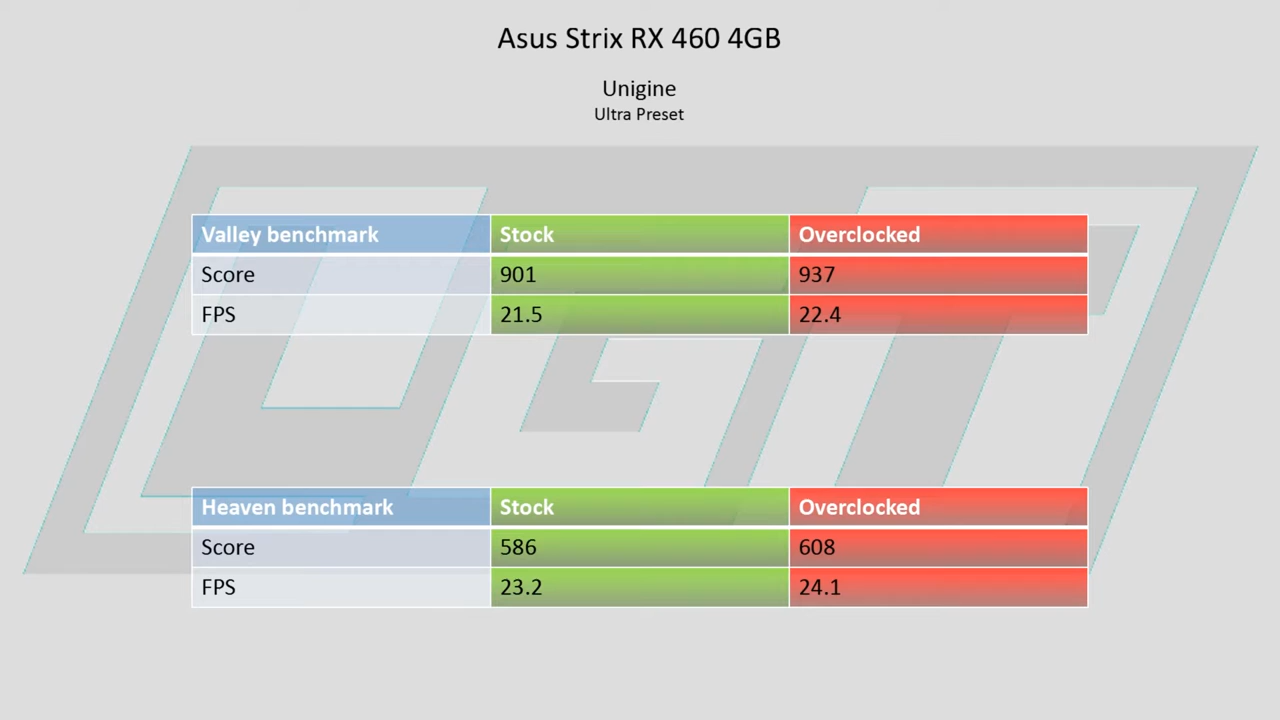 Asus Strix RX 460 4GB
Unigine
Ultra Preset
Valley benchmark Stock Overclocked
Score 901 937
FPS 21.5 22.4
Heaven benchmark Stock Overclocked
Score 586 608
FPS 23.2 24.1